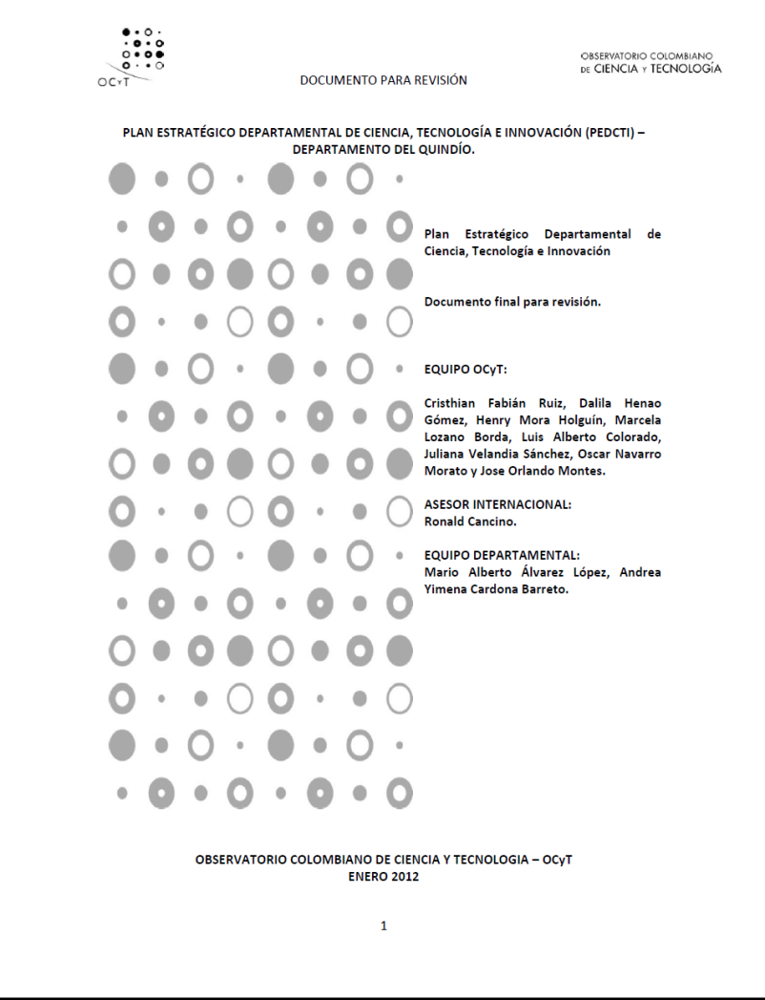 OCyT
DOCUMENTO PARA REVISIÓN
OBSERVATORIO COLOMBIANO
DE CIENCIA Y TECNOLOGÍA
PLAN ESTRATÉGICO DEPARTAMENTAL DE CIENCIA, TECNOLOGÍA E INNOVACIÓN (PEDCTI) –
DEPARTAMENTO DEL QUINDÍO.
Plan Estratégico Departamental de
Ciencia, Tecnología e Innovación
Documento final para revisión.
EQUIPO OCyT:
Cristhian Fabián Ruiz, Dalila Henao
Gómez, Henry Mora Holguín, Marcela
Lozano Borda, Luis Alberto Colorado,
Juliana Velandia Sánchez, Oscar Navarro
Morato y Jose Orlando Montes.
ASESOR INTERNACIONAL:
Ronald Cancino.
EQUIPO DEPARTAMENTAL:
Mario Alberto Álvarez López, Andrea
Yimena Cardona Barreto.
OBSERVATORIO COLOMBIANO DE CIENCIA Y TECNOLOGIA – OCyT
ENERO 2012
1